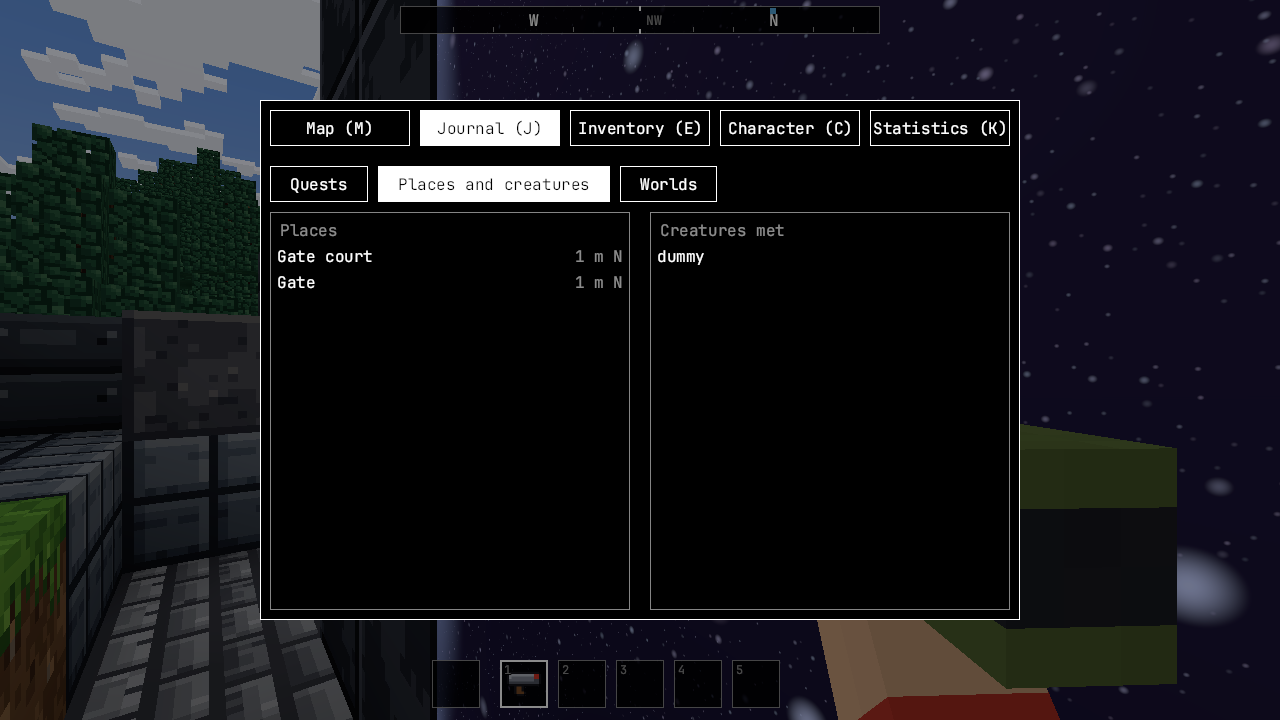 W NW N
Map (M) Journal (J) Inventory (E) Character (C) Statistics (K)
Quests Places and creatures Worlds
Places Creatures met
Gate court 1 m N dummy
Gate 1 m N
1 2 3 4 5